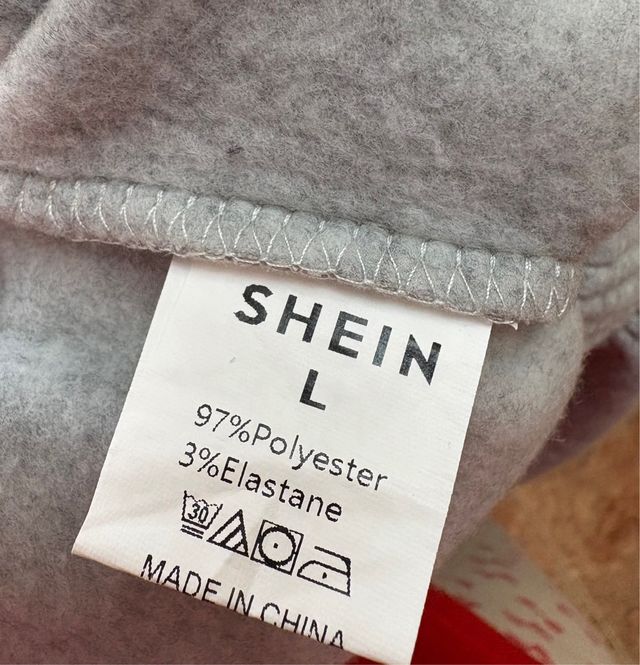 SHEIN
L
97%Polyester
3%Elastane
30
MADE IN CHINA